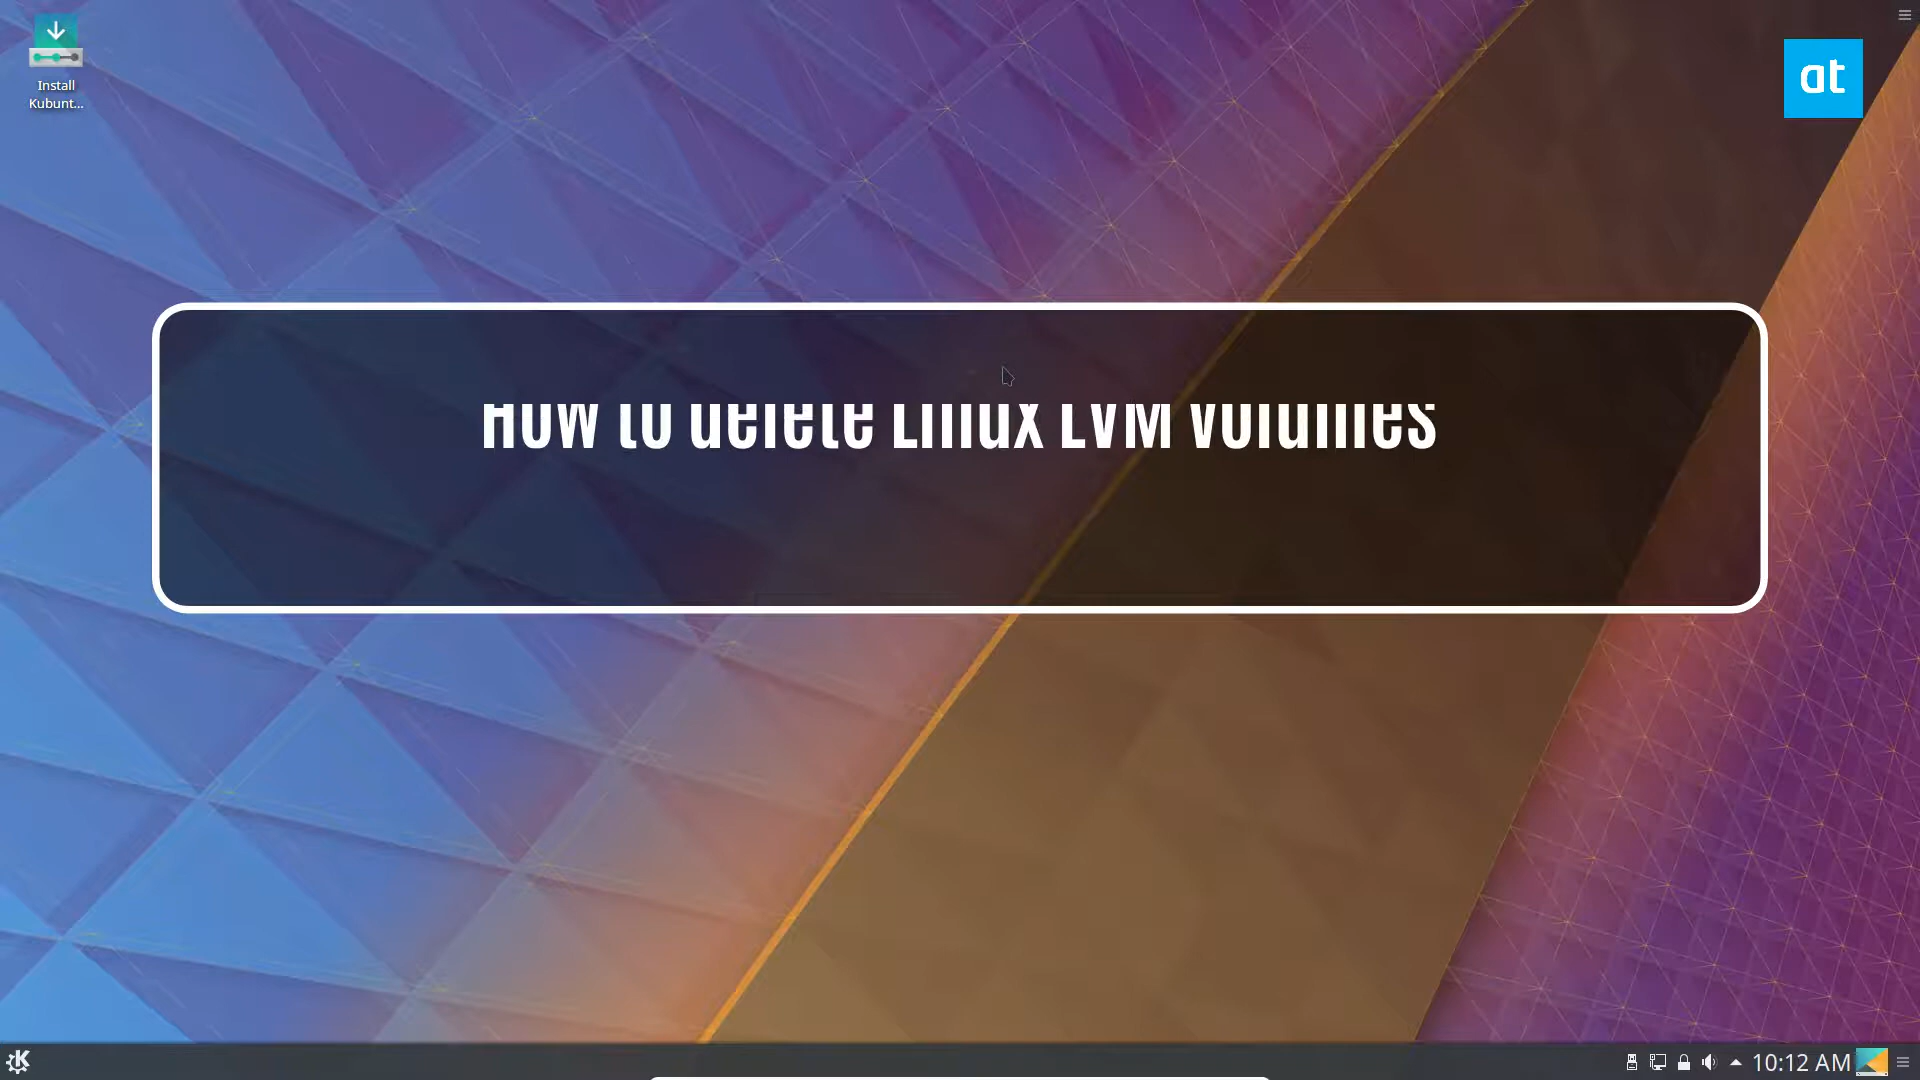 Install
Kubunt...
at
How to delete Linux LVM volumes
10:12 AM